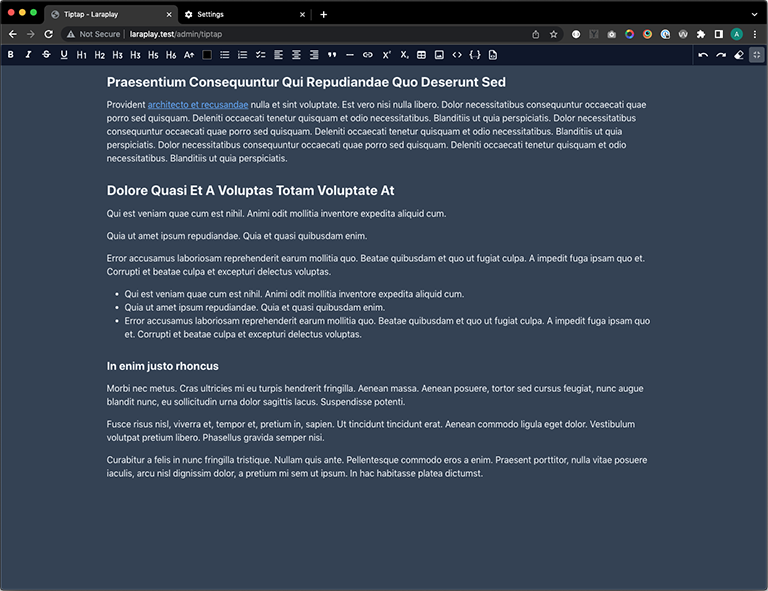 Tiptap - Laraplay
Settings
Not Secure | laraplay.test/admin/tiptap
A
B I S U H1 H2 H3 H3 H5 H6 A
Praesentium Consequuntur Qui Repudiandae Quo Deserunt Sed
Provident architecto et recusandae nulla et sint voluptate. Est vero nisi nulla libero. Dolor necessitatibus consequuntur occaecati quae
porro sed quisquam. Deleniti occaecati tenetur quisquam et odio necessitatibus. Blanditiis ut quia perspiciatis. Dolor necessitatibus
consequuntur occaecati quae porro sed quisquam. Deleniti occaecati tenetur quisquam et odio necessitatibus. Blanditiis ut quia
perspiciatis. Dolor necessitatibus consequuntur occaecati quae porro sed quisquam. Deleniti occaecati tenetur quisquam et odio
necessitatibus. Blanditiis ut quia perspiciatis.
Dolore Quasi Et A Voluptas Totam Voluptate At
Qui est veniam quae cum est nihil. Animi odit mollitia inventore expedita aliquid cum.
Quia ut amet ipsum repudiandae. Quia et quasi quibusdam enim.
Error accusamus laboriosam reprehenderit earum mollitia quo. Beatae quibusdam et quo ut fugiat culpa. A impedit fuga ipsam quo et.
Corrupti et beatae culpa et excepturi delectus voluptas.
• Qui est veniam quae cum est nihil. Animi odit mollitia inventore expedita aliquid cum.
• Quia ut amet ipsum repudiandae. Quia et quasi quibusdam enim.
• Error accusamus laboriosam reprehenderit earum mollitia quo. Beatae quibusdam et quo ut fugiat culpa. A impedit fuga ipsam quo
et. Corrupti et beatae culpa et excepturi delectus voluptas.
In enim justo rhoncus
Morbi nec metus. Cras ultricies mi eu turpis hendrerit fringilla. Aenean massa. Aenean posuere, tortor sed cursus feugiat, nunc augue
blandit nunc, eu sollicitudin urna dolor sagittis lacus. Suspendisse potenti.
Fusce risus nisl, viverra et, tempor et, pretium in, sapien. Ut tincidunt tincidunt erat. Aenean commodo ligula eget dolor. Vestibulum
volutpat pretium libero. Phasellus gravida semper nisi.
Curabitur a felis in nunc fringilla tristique. Nullam quis ante. Pellentesque commodo eros a enim. Praesent porttitor, nulla vitae posuere
iaculis, arcu nisl dignissim dolor, a pretium mi sem ut ipsum. In hac habitasse platea dictumst.